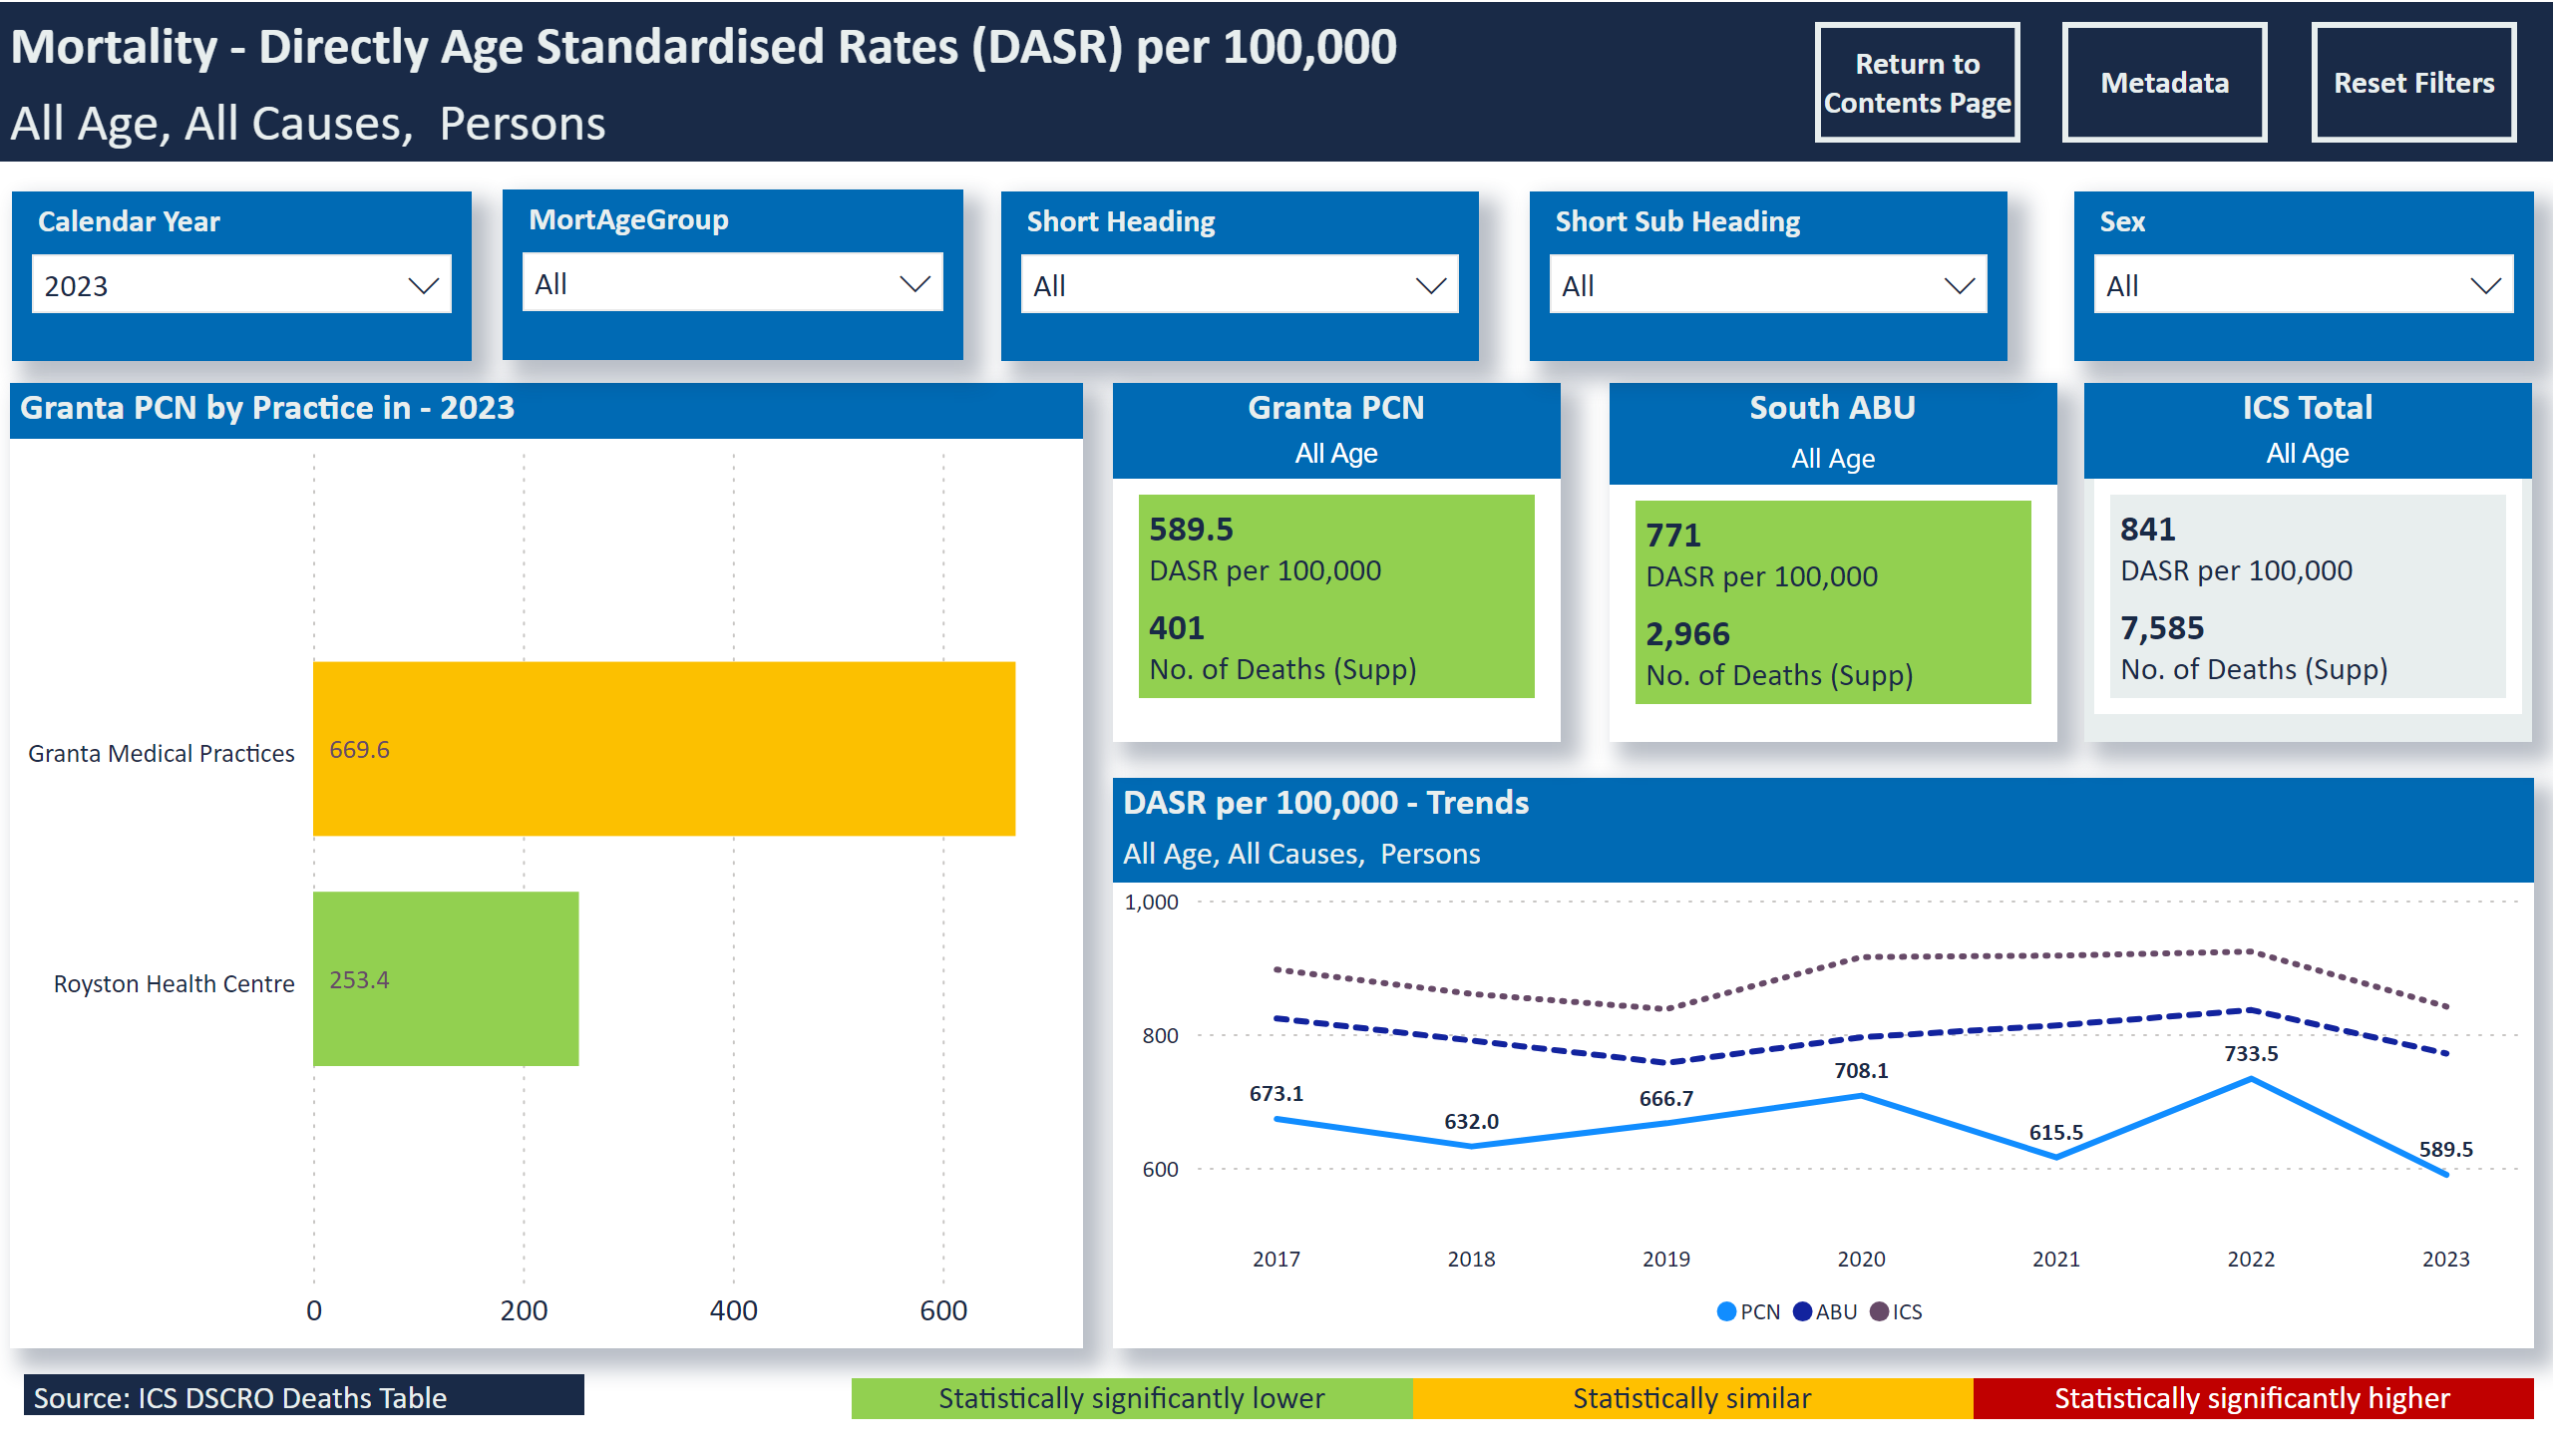 Mortality - Directly Age Standardised Rates (DASR) per 100,000
All Age, All Causes,  Persons
Return to
Contents Page
Metadata
Reset Filters
Calendar Year
2023
MortAgeGroup
All
Short Heading
All
Short Sub Heading
All
Sex
All
Granta PCN by Practice in - 2023
Granta Medical Practices
669.6
Royston Health Centre
253.4
0
200
400
600
Granta PCN
All Age
589.5
DASR per 100,000
401
No. of Deaths (Supp)
South ABU
All Age
771
DASR per 100,000
2,966
No. of Deaths (Supp)
ICS Total
All Age
841
DASR per 100,000
7,585
No. of Deaths (Supp)
DASR per 100,000 - Trends
All Age, All Causes,  Persons
1,000
800
600
673.1
632.0
666.7
708.1
615.5
733.5
589.5
2017
2018
2019
2020
2021
2022
2023
PCN
ABU
ICS
Source: ICS DSCRO Deaths Table
Statistically significantly lower
Statistically similar
Statistically significantly higher